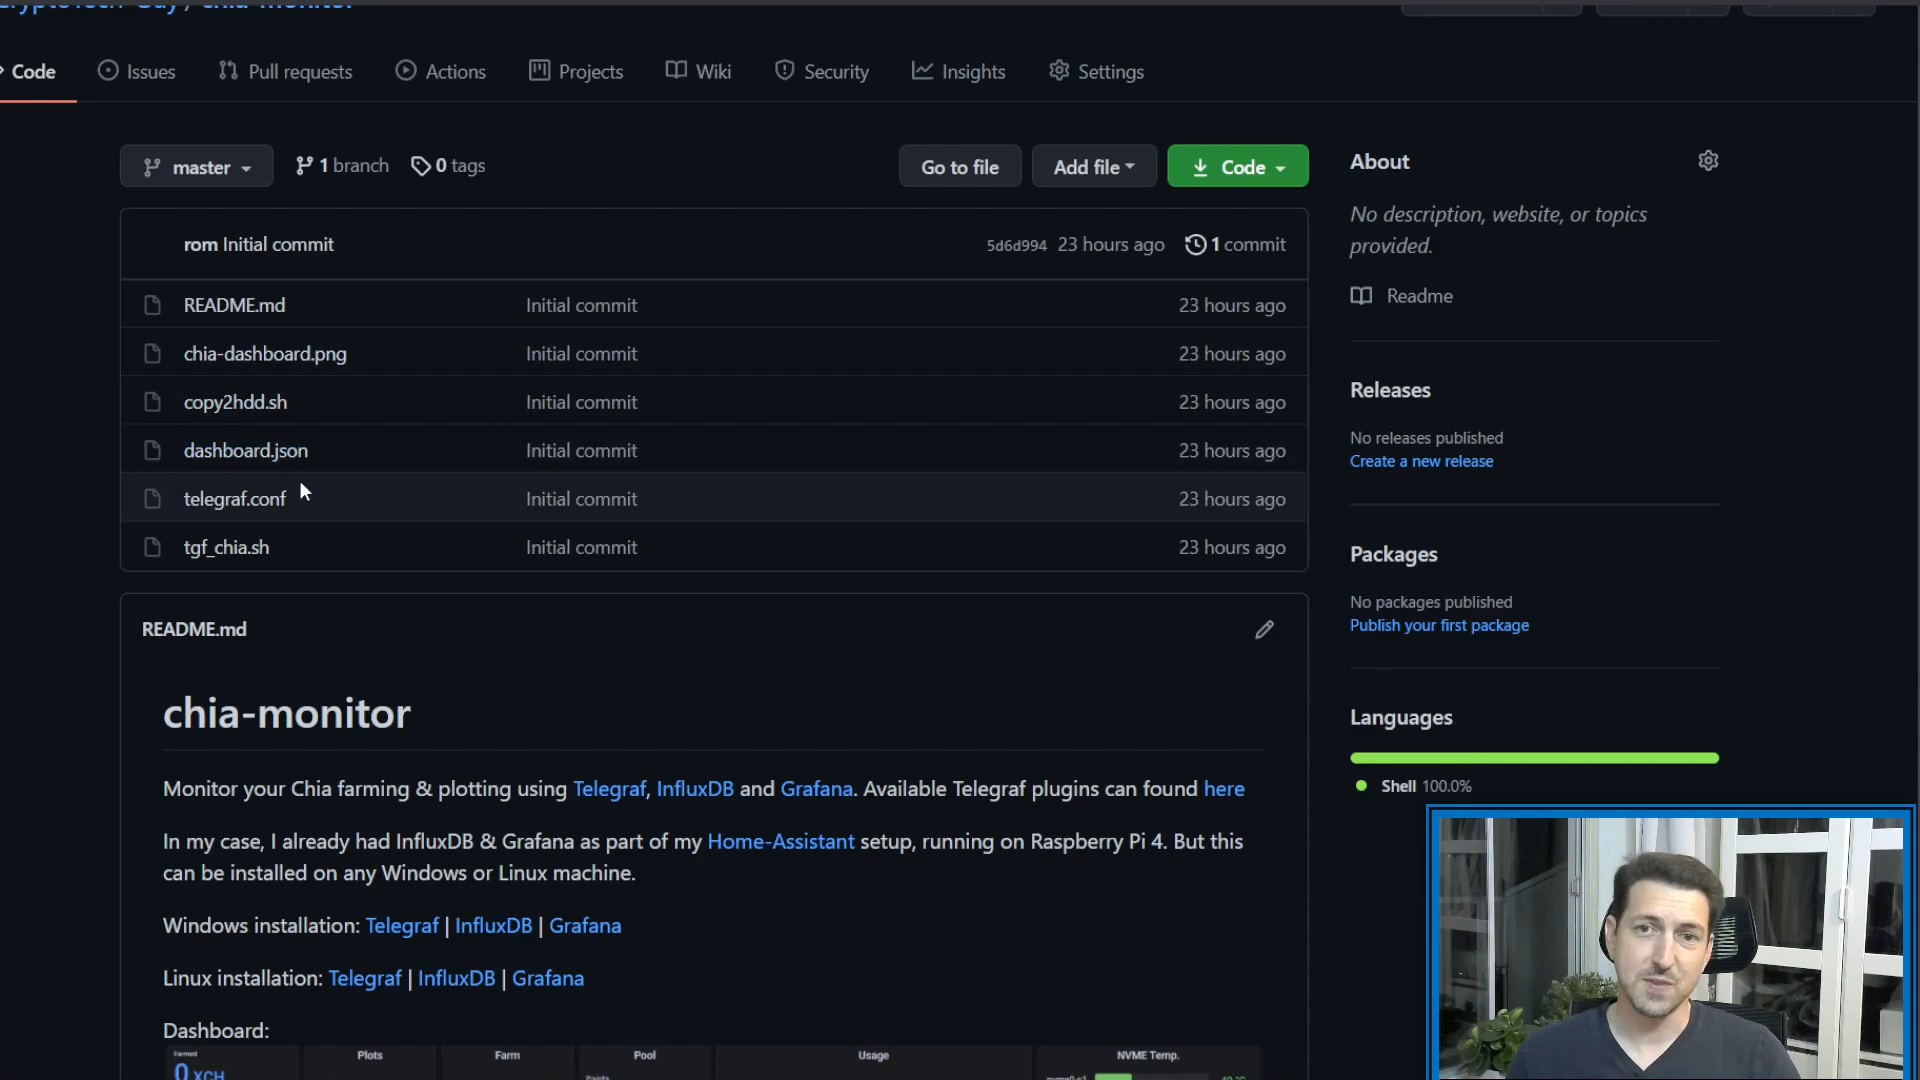 CryptoTech-Guy / chia-monitor
Code
Issues
Pull requests
Actions
Projects
Wiki
Security
Insights
Settings
master
1 branch
0 tags
Go to file
Add file
Code
rom Initial commit
5d6d994 23 hours ago
1 commit
README.md Initial commit 23 hours ago
chia-dashboard.png Initial commit 23 hours ago
copy2hdd.sh Initial commit 23 hours ago
dashboard.json Initial commit 23 hours ago
telegraf.conf Initial commit 23 hours ago
tgf_chia.sh Initial commit 23 hours ago
README.md
chia-monitor
Monitor your Chia farming & plotting using Telegraf, InfluxDB and Grafana. Available Telegraf plugins can found here
In my case, I already had InfluxDB & Grafana as part of my Home-Assistant setup, running on Raspberry Pi 4. But this
can be installed on any Windows or Linux machine.
Windows installation: Telegraf | InfluxDB | Grafana
Linux installation: Telegraf | InfluxDB | Grafana
Dashboard:
Farmed
0 XCH
Plots
Farm
Pool
Points
Usage
NVME Temp.
About
No description, website, or topics
provided.
Readme
Releases
No releases published
Create a new release
Packages
No packages published
Publish your first package
Languages
Shell 100.0%